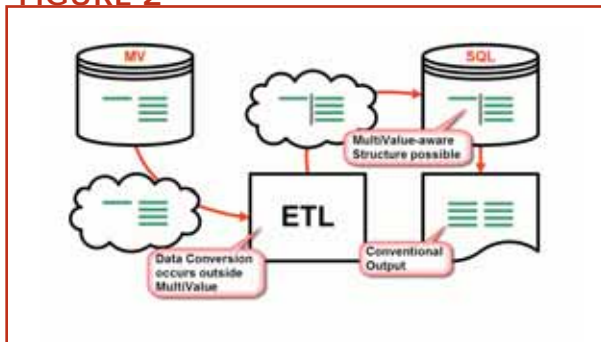 FIGURE 2
MV
SQL
MultiValue-aware
Structure possible
ETL
Data Conversion
occurs outside
MultiValue
Conventional
Output